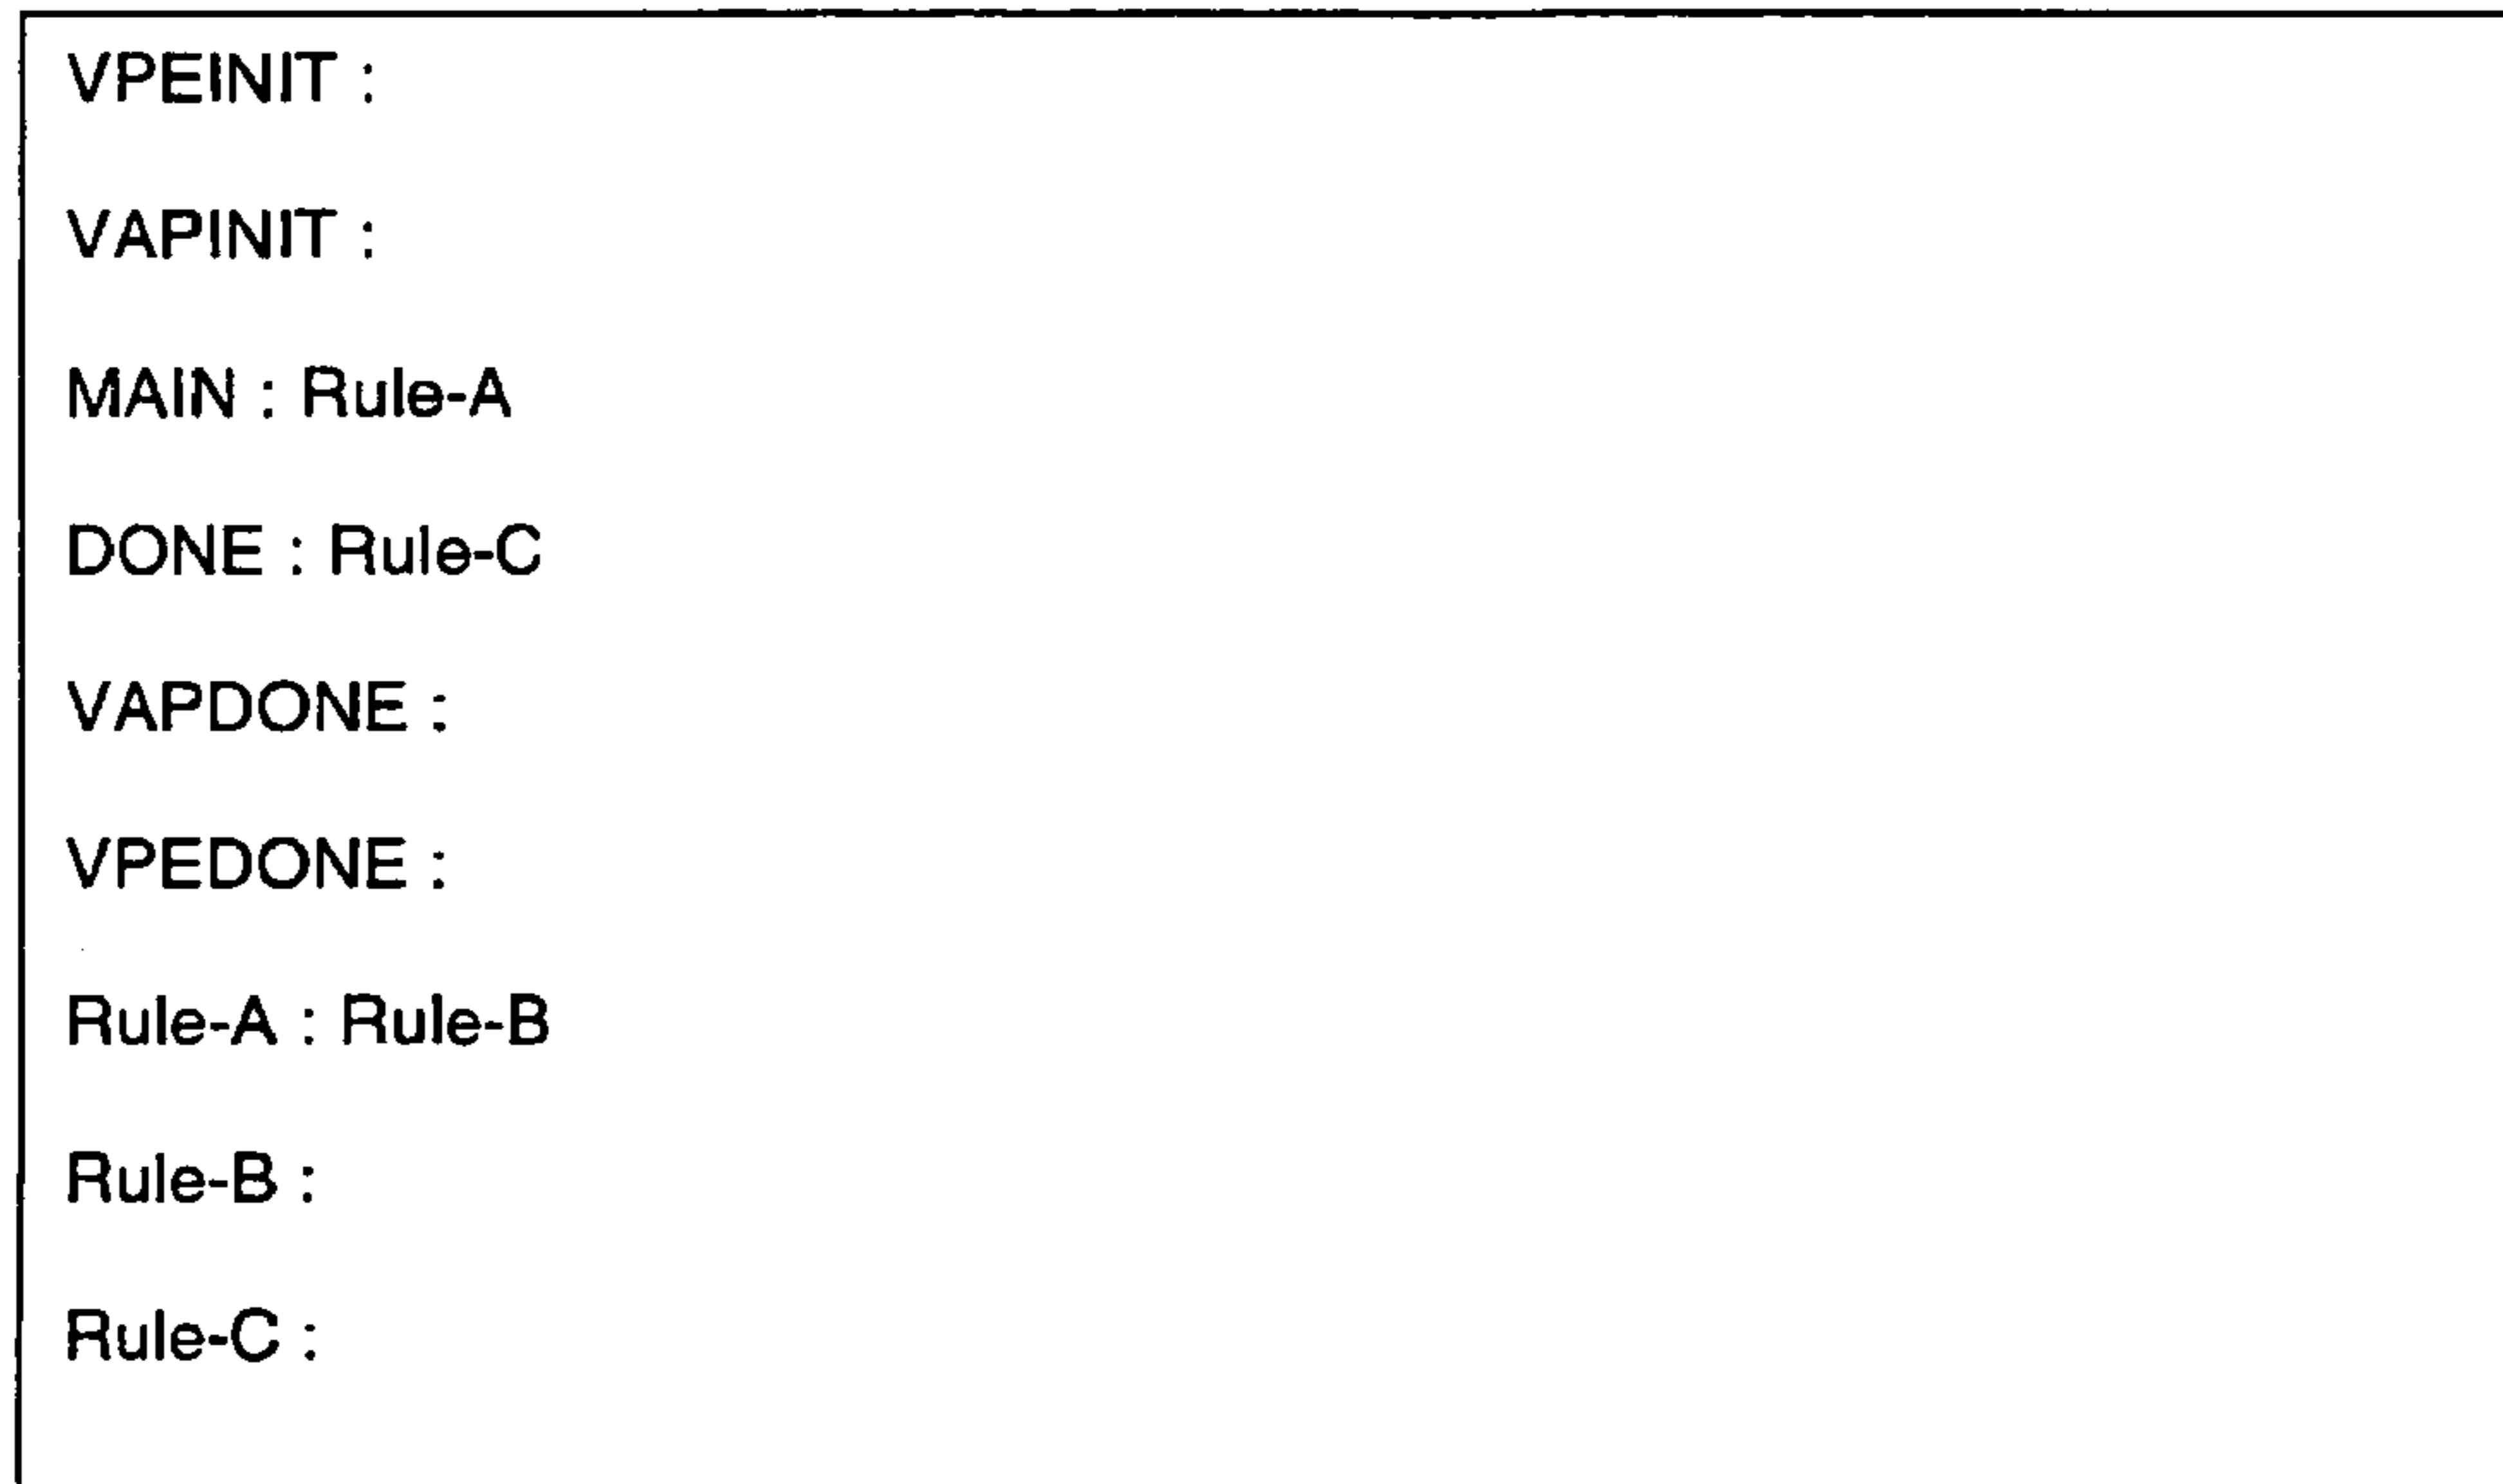 VPEINIT :
VAPINIT :
MAIN : Rule-A
DONE : Rule-C
VAPDONE :
VPEDONE :
Rule-A : Rule-B
Rule-B :
Rule-C :